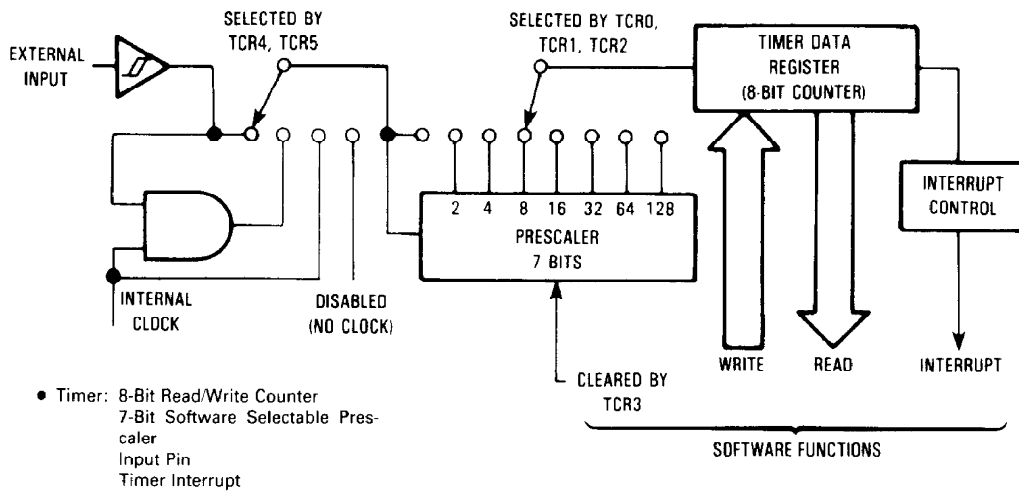 SELECTED BY
TCR4, TCR5
EXTERNAL
INPUT
SELECTED BY TCR0,
TCR1, TCR2
TIMER DATA
REGISTER
(8-BIT COUNTER)
2 4 8 16 32 64 128
PRESCALER
7 BITS
INTERRUPT
CONTROL
INTERNAL
CLOCK
DISABLED
(NO CLOCK)
CLEARED BY
TCR3
WRITE
READ
INTERRUPT
SOFTWARE FUNCTIONS
● Timer: 8-Bit Read/Write Counter
7-Bit Software Selectable Pres-
caler
Input Pin
Timer Interrupt